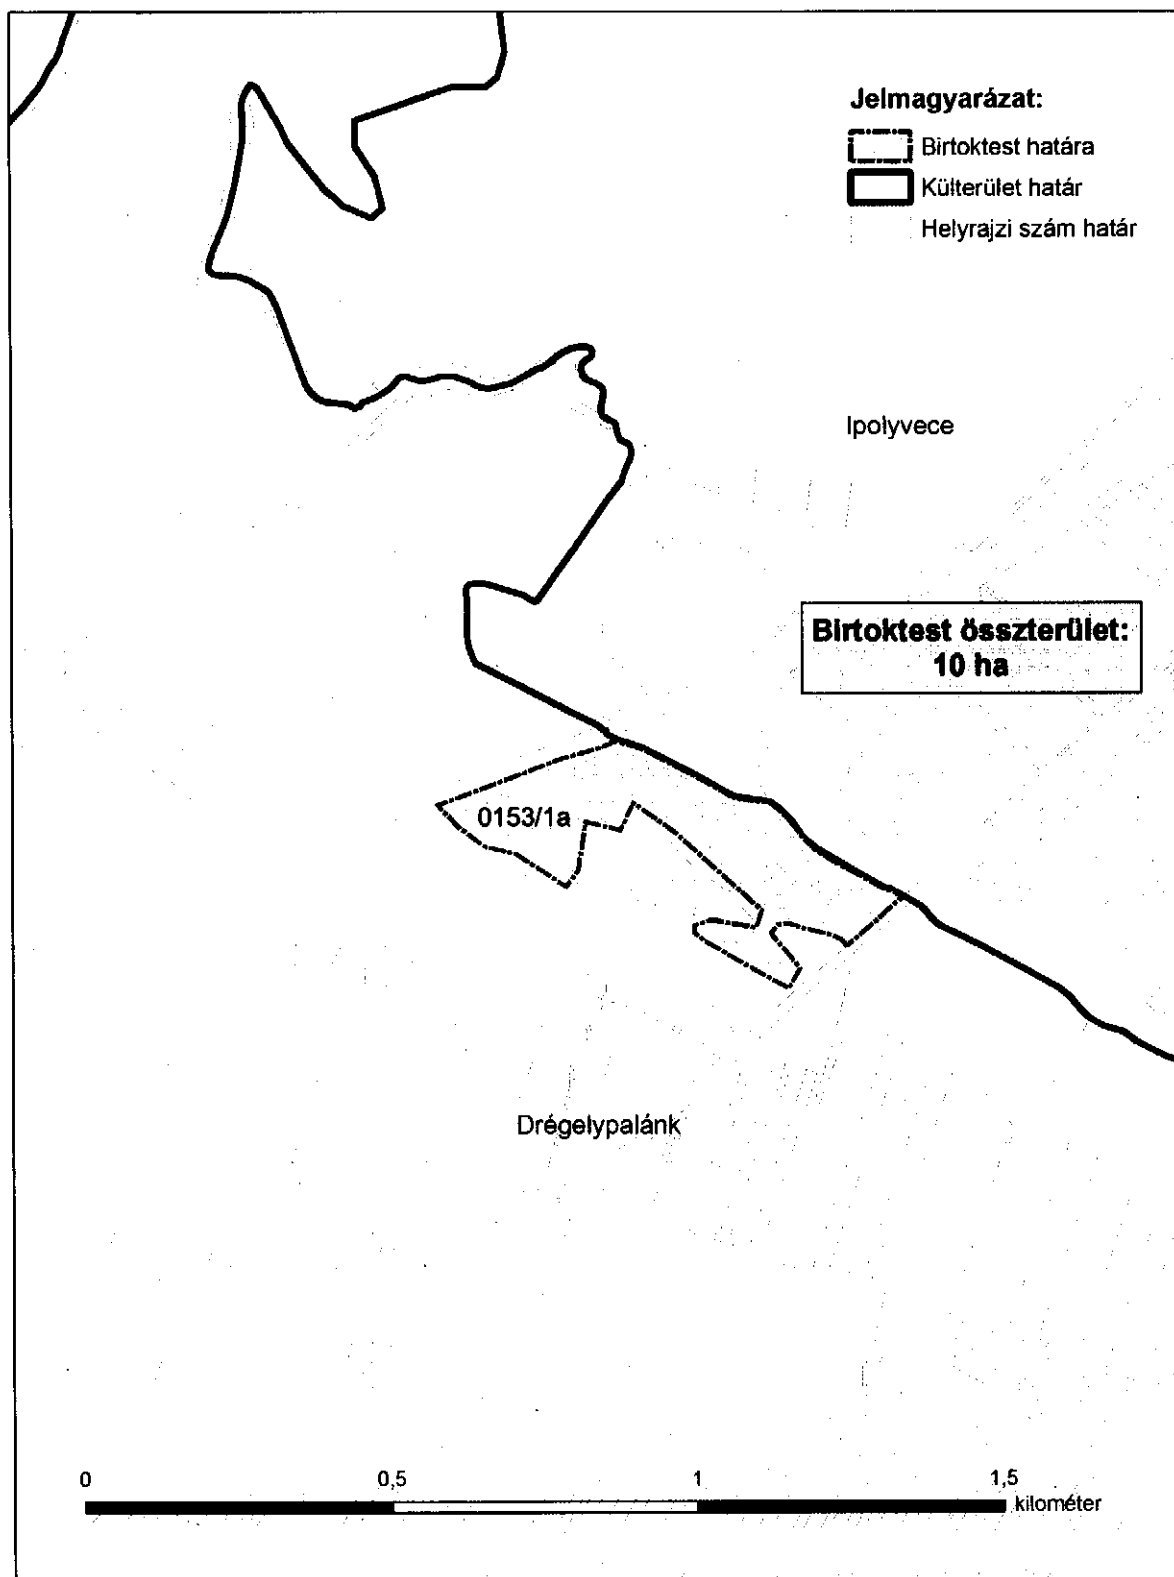 Jelmagyarázat:
Birtoktest határa
Külterület határ
Helyrajzi szám határ
Ipolyvece
Birtoktest összterület:
10 ha
0153/1a
Drégelypalánk
0 0,5 1 1,5
kilométer